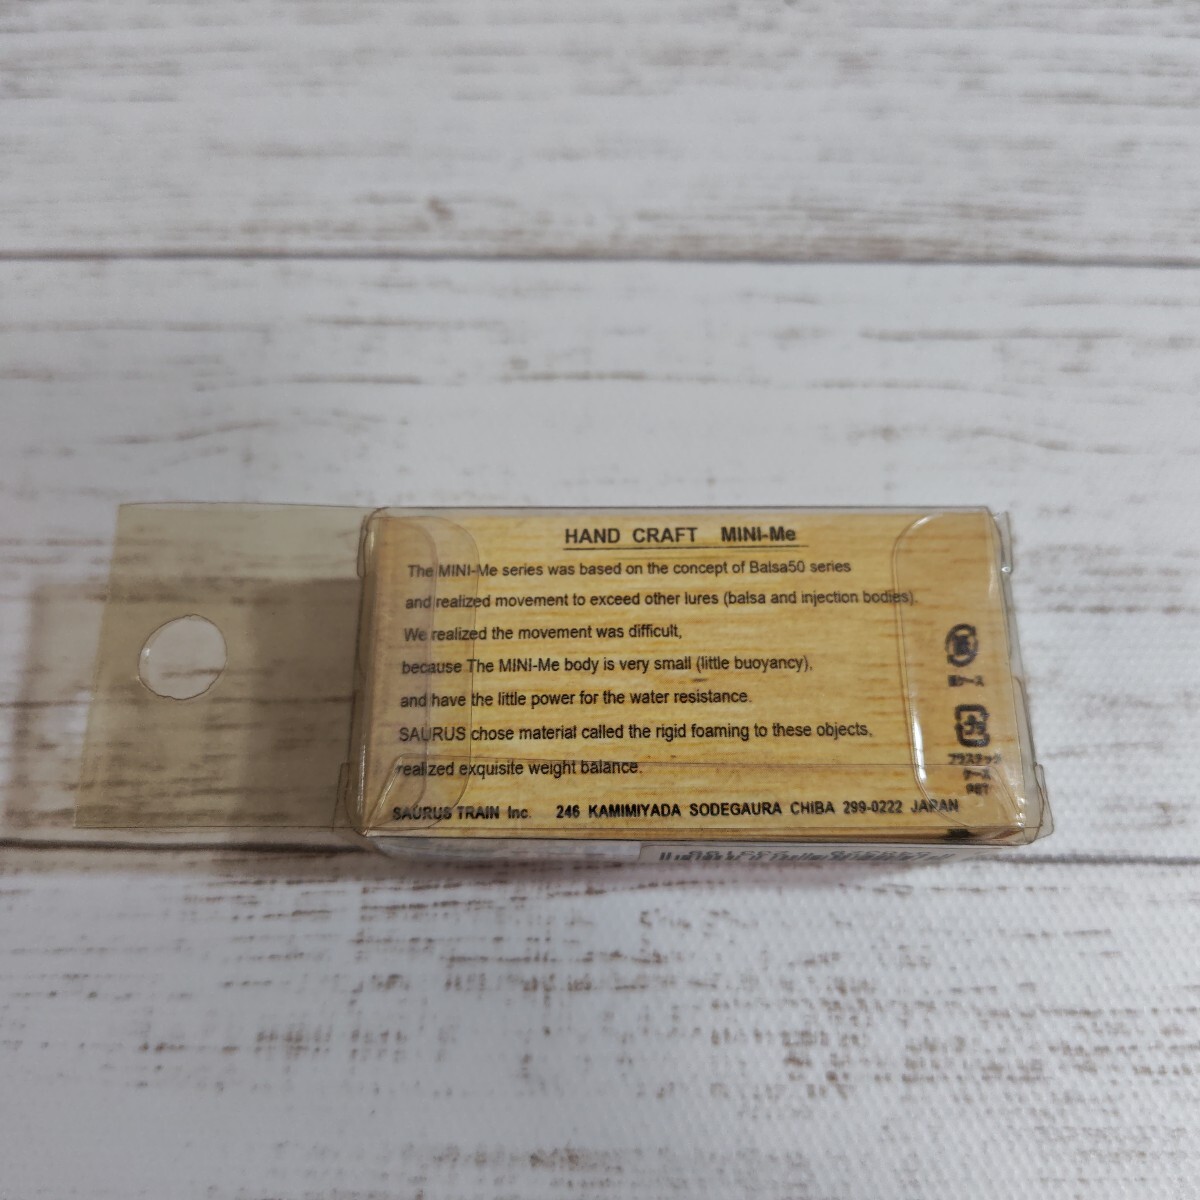 HAND CRAFT MINI-Me
The MINI-Me series was based on the concept of Balsa50 series
and realized movement to exceed other lures (balsa and injection bodies).
We realized the movement was difficult,
because The MINI-Me body is very small (little buoyancy),
and have the little power for the water resistance.
SAURUS chose material called the rigid foaming to these objects,
realized exquisite weight balance.
SAURUS TRAIN Inc. 246 KAMIMIYADA SODEGAURA CHIBA 299-0222 JAPAN
紙
ケース
プラ
プラスチック
ケース
PET